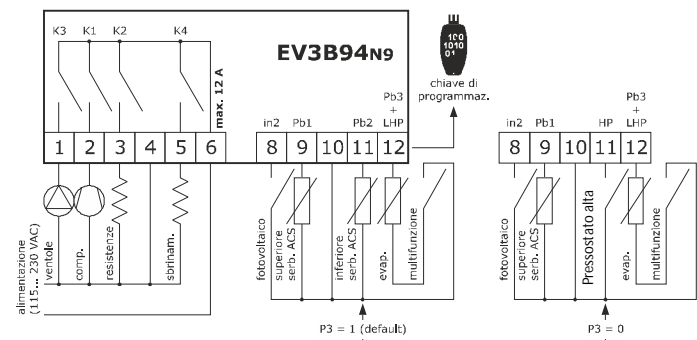 K3 K1 K2 K4
EV3B94N9
max. 12 A
100
1010
01
chiave di
programmaz.
in2 Pb1 Pb2 Pb3
+
LHP
1 2 3 4 5 6 8 9 10 11 12
alimentazione
(115... 230 VAC)
ventole
comp.
resistenze
sbrinam.
fotovoltaico
superiore
serb. ACS
inferiore
serb. ACS
evap.
multifunzione
P3 = 1 (default)
in2 Pb1 HP Pb3
+
LHP
8 9 10 11 12
fotovoltaico
superiore
serb. ACS
Pressostato alta
evap.
multifunzione
P3 = 0